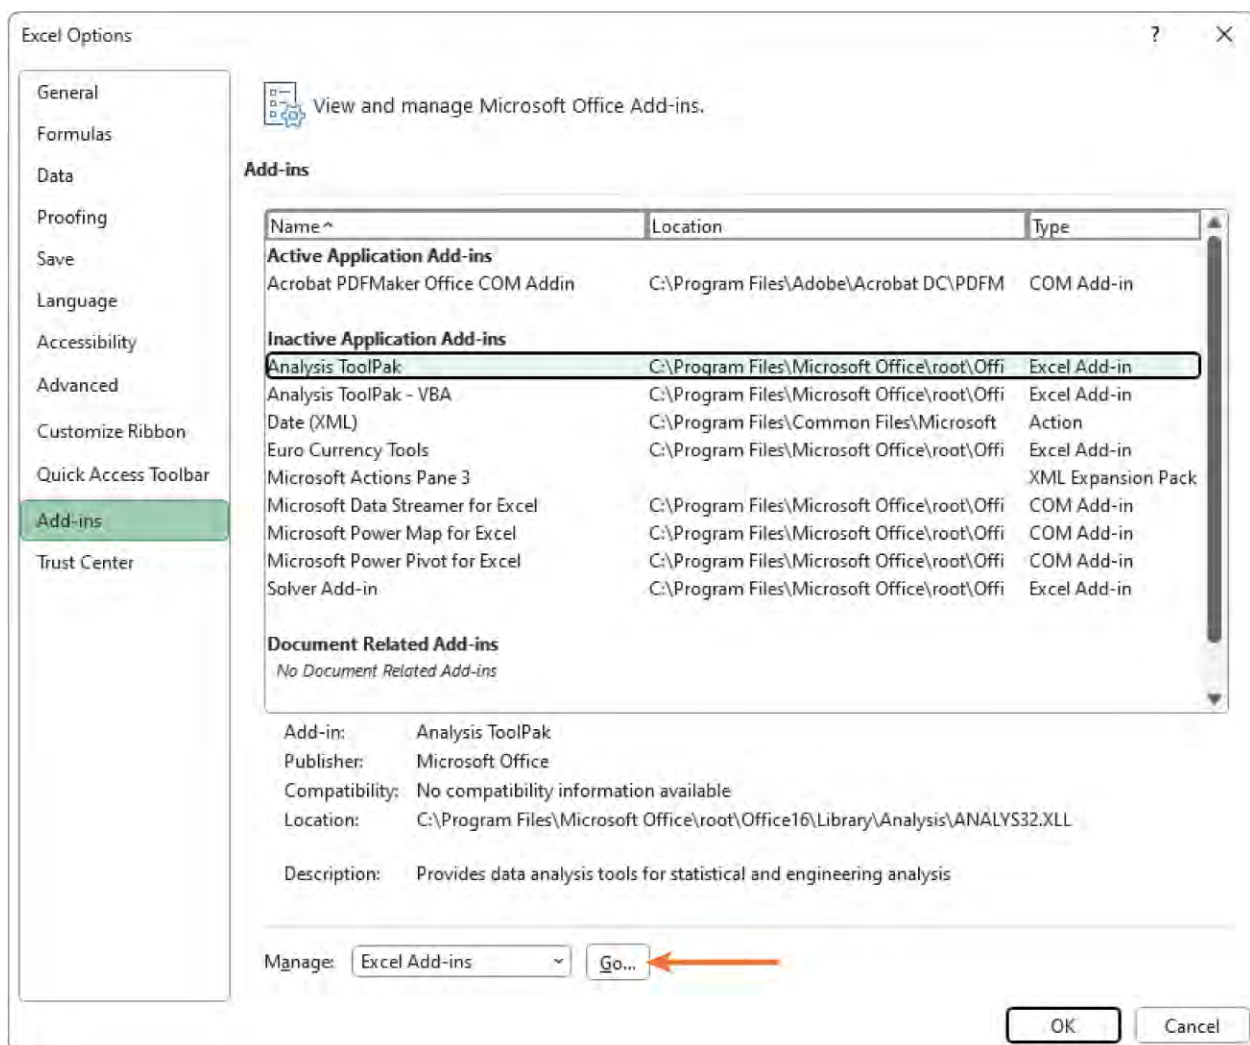 Excel Options ?
General
Formulas
Data
Proofing
Save
Language
Accessibility
Advanced
Customize Ribbon
Quick Access Toolbar
Add-ins
Trust Center
View and manage Microsoft Office Add-ins.
Add-ins
Name Location Type
Active Application Add-ins
Acrobat PDFMaker Office COM Addin C:\Program Files\Adobe\Acrobat DC\PDFM COM Add-in
Inactive Application Add-ins
Analysis ToolPak C:\Program Files\Microsoft Office\root\Offi Excel Add-in
Analysis ToolPak - VBA C:\Program Files\Microsoft Office\root\Offi Excel Add-in
Date (XML) C:\Program Files\Common Files\Microsoft Action
Euro Currency Tools C:\Program Files\Microsoft Office\root\Offi Excel Add-in
Microsoft Actions Pane 3 XML Expansion Pack
Microsoft Data Streamer for Excel C:\Program Files\Microsoft Office\root\Offi COM Add-in
Microsoft Power Map for Excel C:\Program Files\Microsoft Office\root\Offi COM Add-in
Microsoft Power Pivot for Excel C:\Program Files\Microsoft Office\root\Offi COM Add-in
Solver Add-in C:\Program Files\Microsoft Office\root\Offi Excel Add-in
Document Related Add-ins
No Document Related Add-ins
Add-in: Analysis ToolPak
Publisher: Microsoft Office
Compatibility: No compatibility information available
Location: C:\Program Files\Microsoft Office\root\Office16\Library\Analysis\ANALYS32.XLL
Description: Provides data analysis tools for statistical and engineering analysis
Manage: Excel Add-ins Go...
OK Cancel